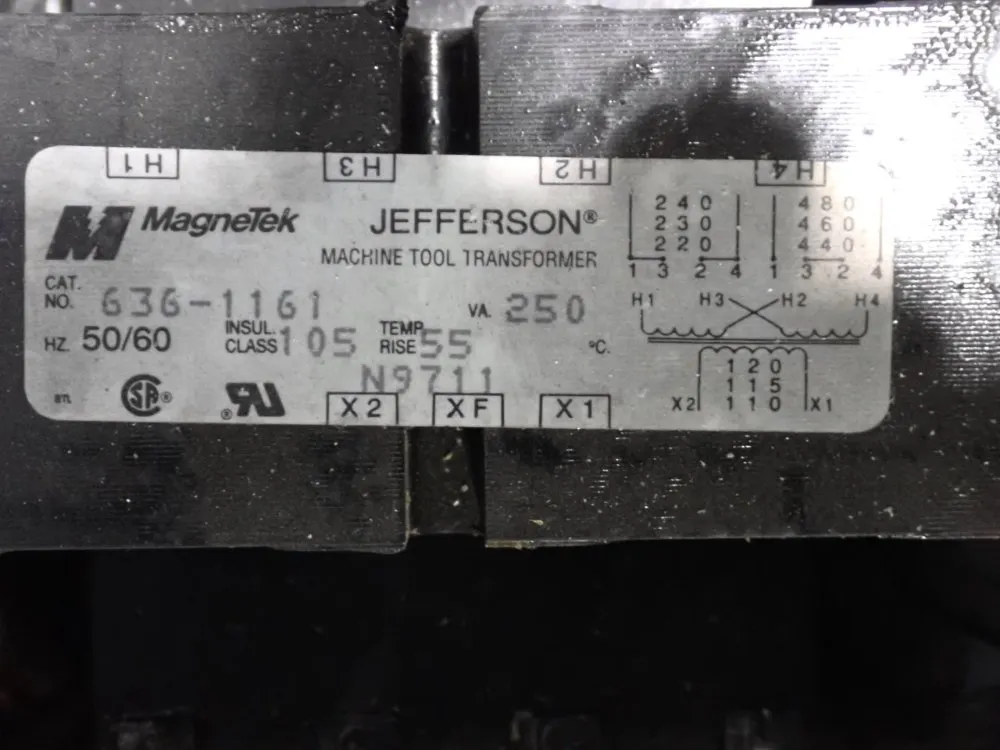 H1 H3 H2 H4
MagneTek JEFFERSON®
MACHINE TOOL TRANSFORMER
CAT.
NO. 636-1161 VA. 250
HZ. 50/60 INSUL. CLASS 105 TEMP. RISE 55 °C.
N9711
X2 XF X1
240 480
230 460
220 440
1 3 2 4 1 3 2 4
H1 H3 H2 H4
120
115
X2 110 X1